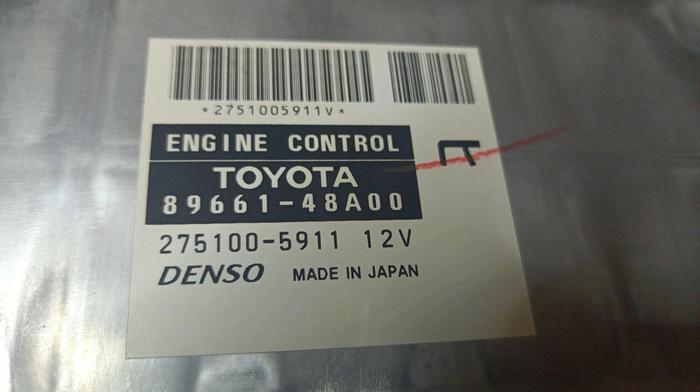 *2751005911V*
ENGINE CONTROL
TOYOTA
89661-48A00
275100-5911 12V
DENSO MADE IN JAPAN